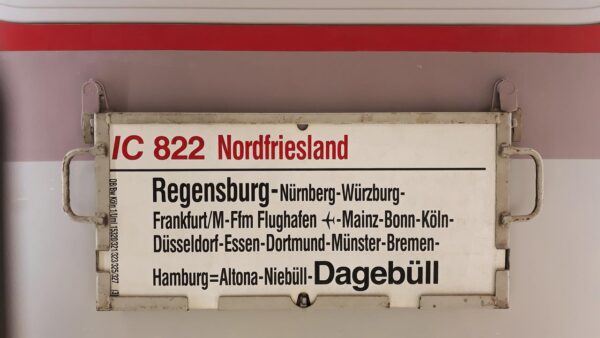 IC 822 Nordfriesland
Regensburg-Nürnberg-Würzburg-
Frankfurt/M-Ffm Flughafen ✈-Mainz-Bonn-Köln-
Düsseldorf-Essen-Dortmund-Münster-Bremen-
Hamburg=Altona-Niebüll-Dagebüll